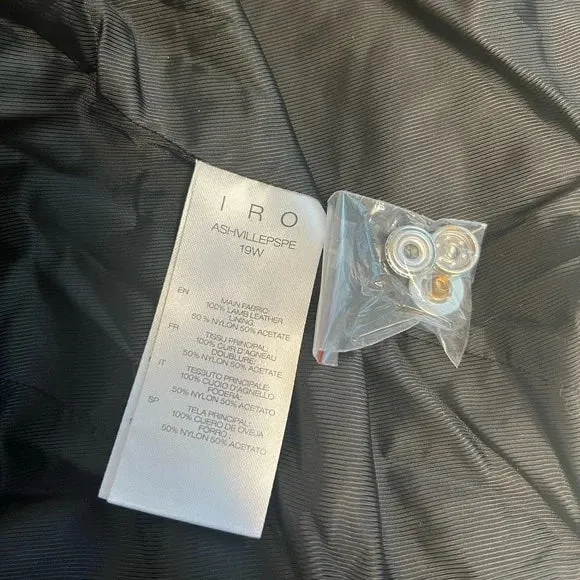 IRO
ASHVILLEPSPE
19W
EN
MAIN FABRIC:
100% LAMB LEATHER
LINING:
50 % NYLON 50% ACETATE
FR
TISSU PRINCIPAL:
100% CUIR D'AGNEAU
DOUBLURE:
50% NYLON 50% ACETATE
IT
TESSUTO PRINCIPALE:
100% CUOIO D'AGNELLO
FODERA:
50% NYLON 50% ACETATO
SP
TELA PRINCIPAL:
100% CUERO DE OVEJA
FORRO :
50% NYLON 50% ACETATO